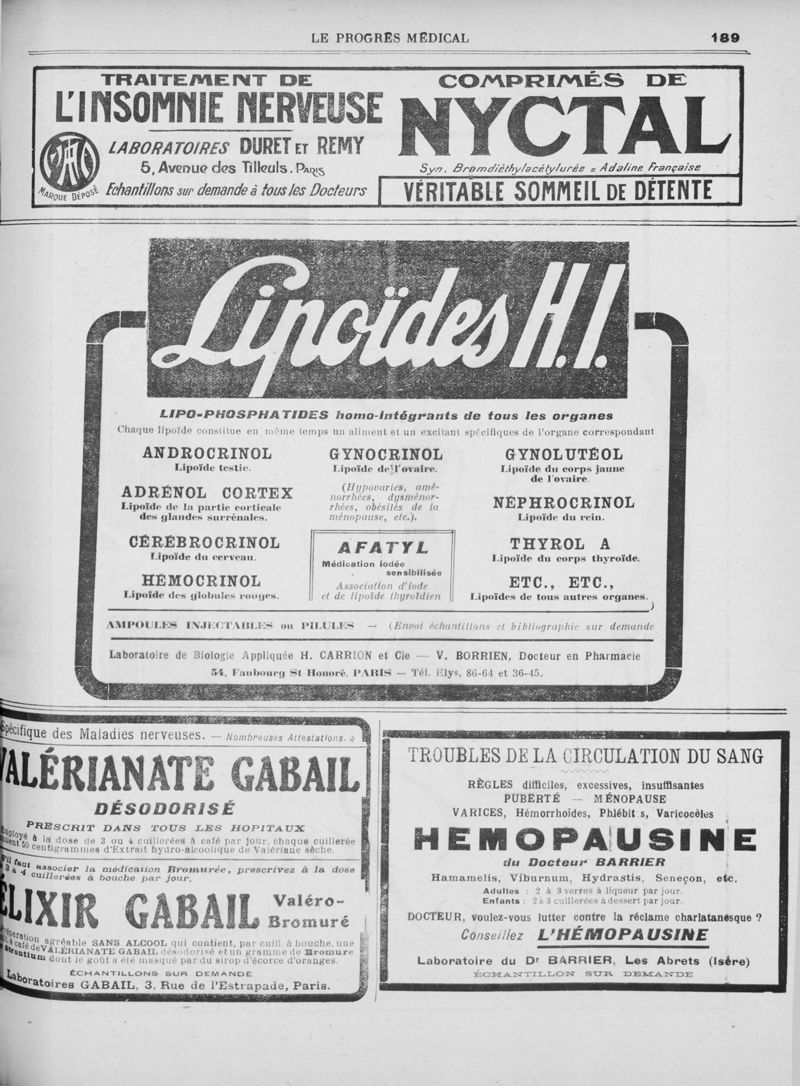 LE PROGRÈS MÉDICAL
189
TRAITEMENT DE
L'INSOMNIE NERVEUSE
LABORATOIRES DURET ET REMY
5, Avenue des Tilleuls. PARIS
MARQUE DÉPOSÉ
Echantillons sur demande à tous les Docteurs
COMPRIMÉS DE
NYCTAL
Syn. Bromdiéthylacétylurée = Adaline Française
VÉRITABLE SOMMEIL DE DÉTENTE
Lipoïdes H.I.
LIPO-PHOSPHATIDES homo-intégrants de tous les organes
Chaque lipoïde constitue en même temps un aliment et un excitant spécifiques de l'organe correspondant
ANDROCRINOL
Lipoïde testic.
ADRÉNOL CORTEX
Lipoïde de la partie corticale
des glandes surrénales.
CÉRÉBROCRINOL
Lipoïde du cerveau.
HÉMOCRINOL
Lipoïde des globules rouges.
GYNOCRINOL
Lipoïde de l'ovaire.
(Hypovaries, amé-
norrhées, dysménor-
rhées, obésités de la
ménopause, etc.).
AFATYL
Médication iodée
sensibilisée
Association d'iode
et de lipoïde thyroïdien
GYNOLUTÉOL
Lipoïde du corps jaune
de l'ovaire.
NÉPHROCRINOL
Lipoïde du rein.
THYROL A
Lipoïde du corps thyroïde.
ETC., ETC.,
Lipoïdes de tous autres organes.
AMPOULES INJECTABLES ou PILULES — (Envoi échantillons et bibliographie sur demande)
Laboratoire de Biologie Appliquée H. CARRION et Cie — V. BORRIEN, Docteur en Pharmacie
54, Faubourg St Honoré. PARIS — Tél. Elys. 86-64 et 36-45.
Spécifique des Maladies nerveuses. — Nombreuses Attestations.
VALÉRIANATE GABAIL
DÉSODORISÉ
PRESCRIT DANS TOUS LES HOPITAUX
Employé à la dose de 3 ou 4 cuillerées à café par jour, chaque cuillerée
50 centigrammes d'Extrait hydro-alcoolique de Valériane sèche.
faut associer la médication Bromurée, prescrivez à la dose
3 à 4 cuillerées à bouche par jour,
ÉLIXIR GABAIL Valéro-
Bromuré
agréable SANS ALCOOL qui contient, par cuill. à bouche, une
à café de VALÉRIANATE GABAIL désodorisé et un gramme de Bromure
Strontium dont le goût a été masqué par du sirop d'écorce d'oranges.
ÉCHANTILLONS SUR DEMANDE
Laboratoires GABAIL, 3, Rue de l'Estrapade, Paris.
TROUBLES DE LA CIRCULATION DU SANG
RÈGLES difficiles, excessives, insuffisantes
PUBERTÉ — MÉNOPAUSE
VARICES, Hémorrhoides, Phlébit s, Varicocèles
HEMOPAUSINE
du Docteur BARRIER
Hamamelis, Viburnum, Hydrastis, Seneçon, etc.
Adultes : 2 à 3 verres à liqueur par jour.
Enfants : 2 à 3 cuillerées à dessert par jour.
DOCTEUR, voulez-vous lutter contre la réclame charlatanesque ?
Conseillez L'HÉMOPAUSINE
Laboratoire du Dr BARRIER, Les Abrets (Isère)
ÉCHANTILLON SUR DEMANDE